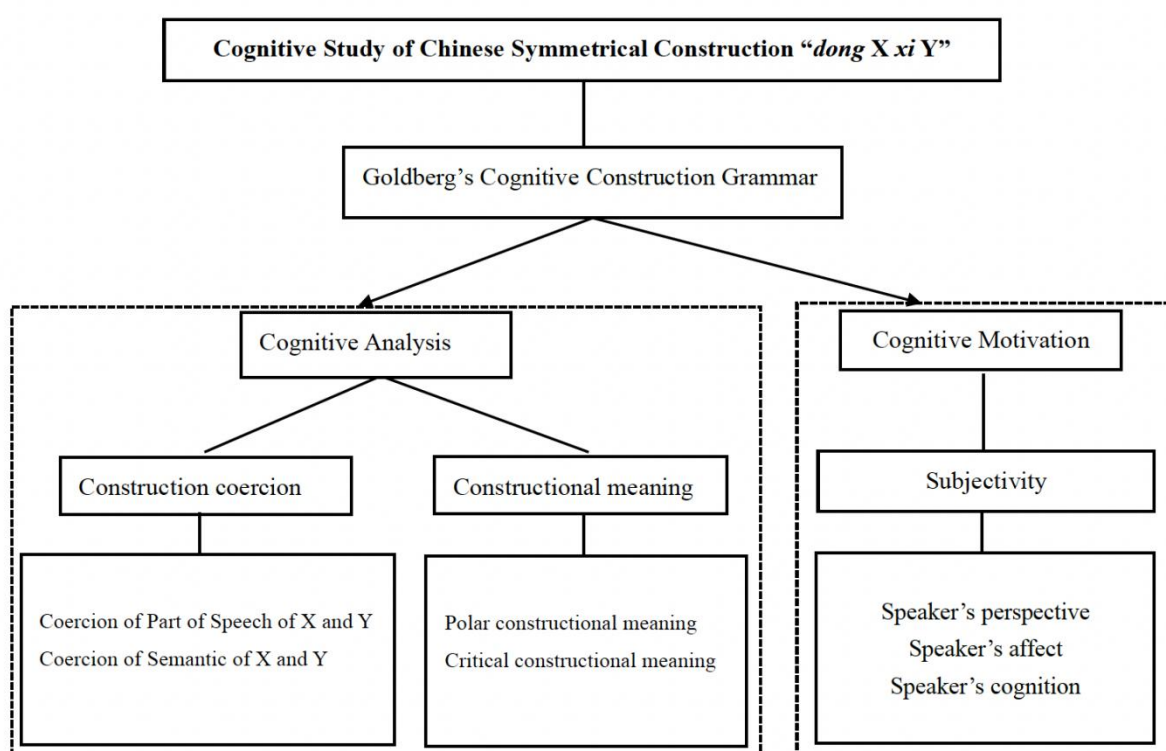 Cognitive Study of Chinese Symmetrical Construction “dong X xi Y”
Goldberg’s Cognitive Construction Grammar
Cognitive Analysis
Cognitive Motivation
Construction coercion
Constructional meaning
Subjectivity
Coercion of Part of Speech of X and Y
Coercion of Semantic of X and Y
Polar constructional meaning
Critical constructional meaning
Speaker’s perspective
Speaker’s affect
Speaker’s cognition